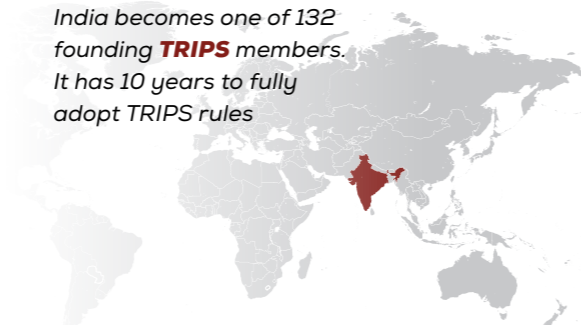 India becomes one of 132
founding TRIPS members.
It has 10 years to fully
adopt TRIPS rules